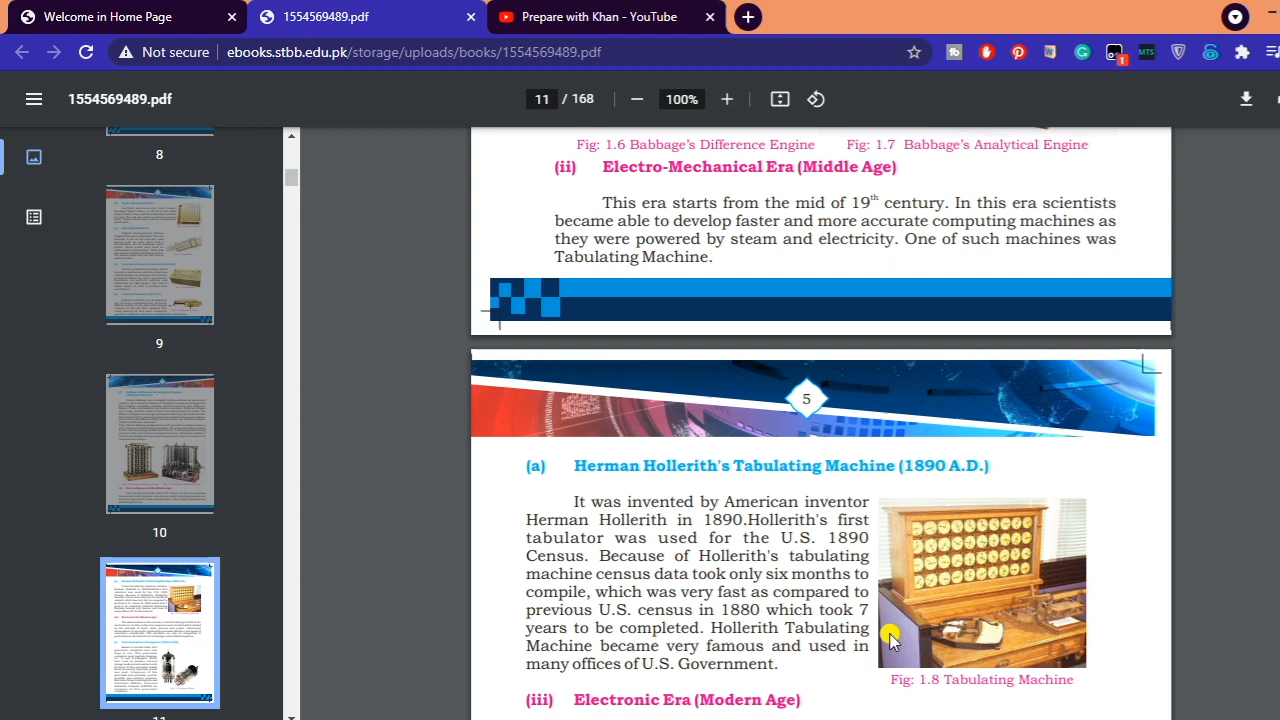 Welcome in Home Page
1554569489.pdf
Prepare with Khan - YouTube
Not secure
ebooks.stbb.edu.pk/storage/uploads/books/1554569489.pdf
1
MTS
1554569489.pdf
11 / 168
100%
8
9
10
Fig: 1.6 Babbage's Difference Engine
Fig: 1.7 Babbage's Analytical Engine
(ii) Electro-Mechanical Era (Middle Age)
This era starts from the mid of 19th century. In this era scientists
became able to develop faster and more accurate computing machines as
they were powered by steam and electricity. One of such machines was
Tabulating Machine.
5
(a) Herman Hollerith's Tabulating Machine (1890 A.D.)
It was invented by American inventor
Herman Hollerith in 1890.Hollerith's first
tabulator was used for the U.S. 1890
Census. Because of Hollerith's tabulating
machine census data took only six months to
compile, which was very fast as compared to
previous U.S. census in 1880 which took 7
years to completed. Hollerith Tabulating
Machine became very famous and used in
many offices of U.S. Government.
Fig: 1.8 Tabulating Machine
(iii) Electronic Era (Modern Age)